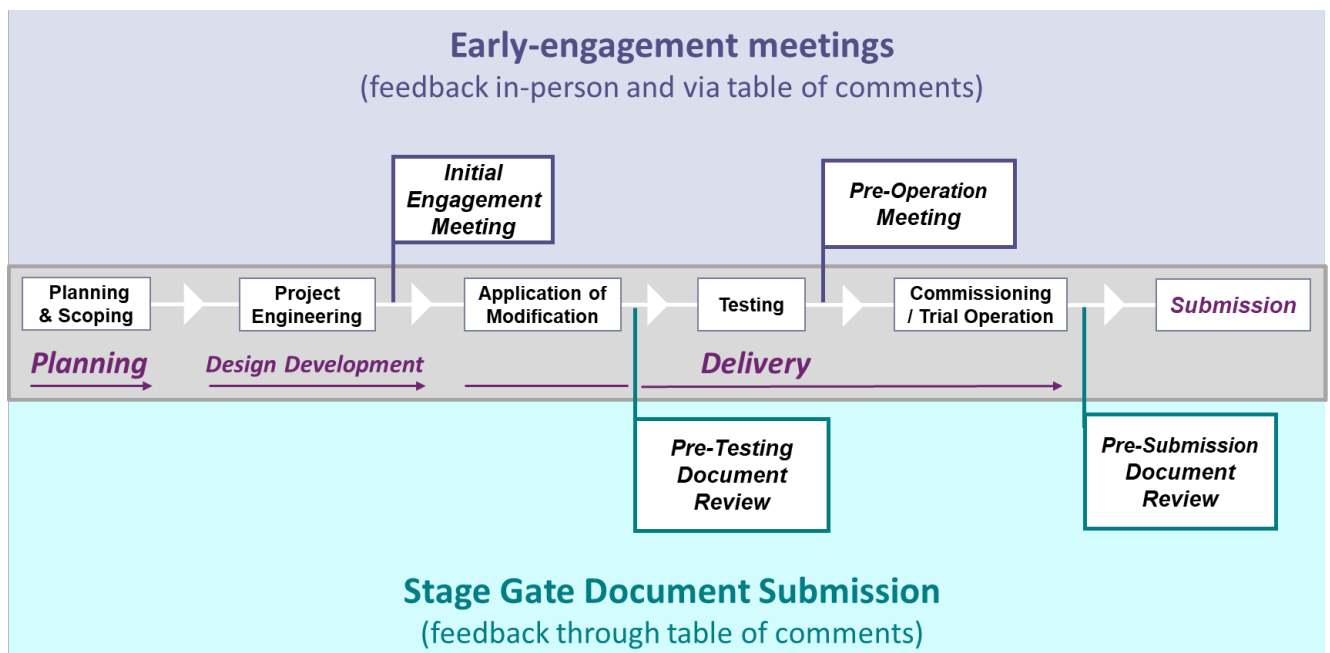 Early-engagement meetings
(feedback in-person and via table of comments)
Initial
Engagement
Meeting
Pre-Operation
Meeting
Planning
& Scoping
Project
Engineering
Application of
Modification
Testing
Commissioning
/ Trial Operation
Submission
Planning
Design Development
Delivery
Pre-Testing
Document
Review
Pre-Submission
Document
Review
Stage Gate Document Submission
(feedback through table of comments)